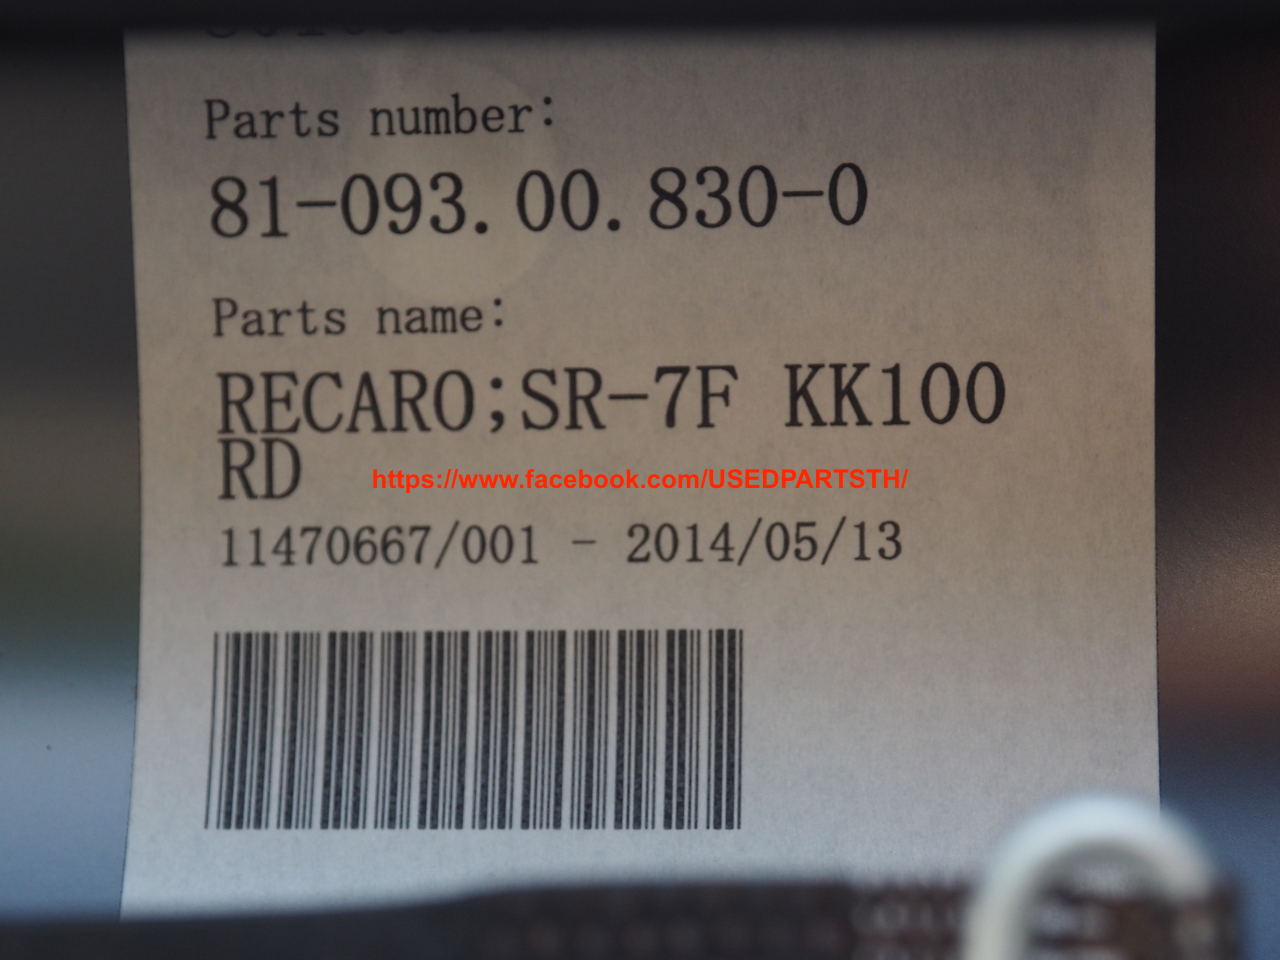 Parts number:
81-093.00.830-0
Parts name:
RECARO;SR-7F KK100
RD
https://www.facebook.com/USEDPARTSTH/
11470667/001 - 2014/05/13